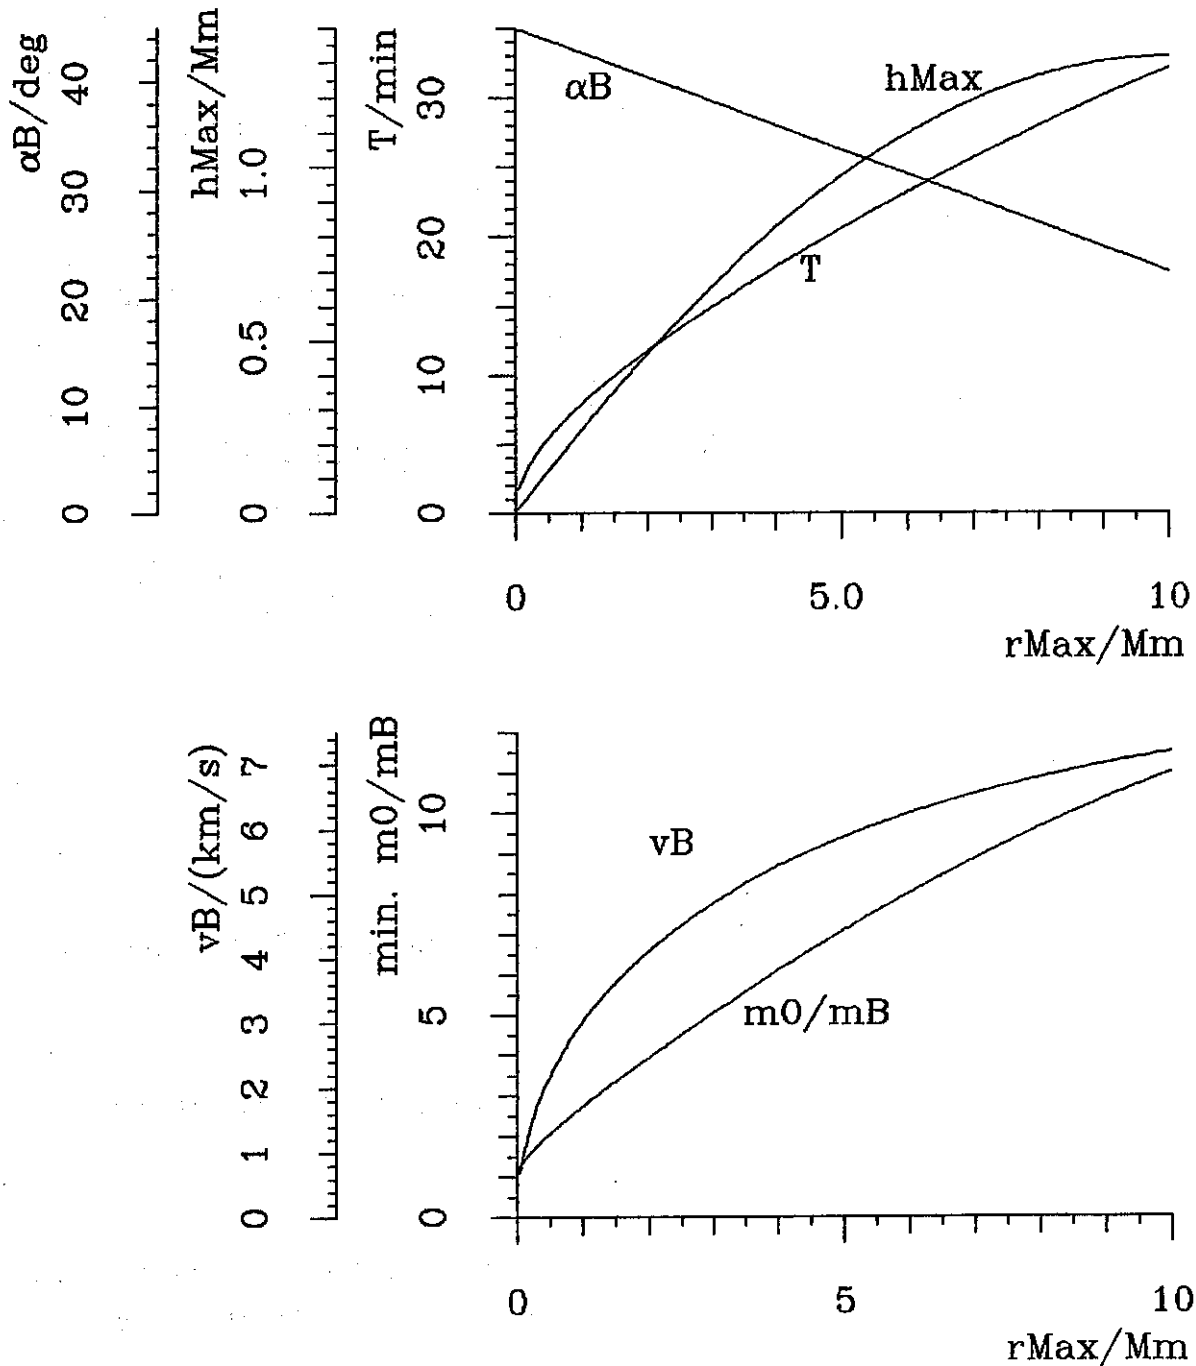 αB/deg
0 10 20 30 40
hMax/Mm
0 0.5 1.0
T/min
0 10 20 30
αB
hMax
T
0 5.0 10
rMax/Mm
vB/(km/s)
0 1 2 3 4 5 6 7
min. m0/mB
0 5 10
vB
m0/mB
0 5 10
rMax/Mm